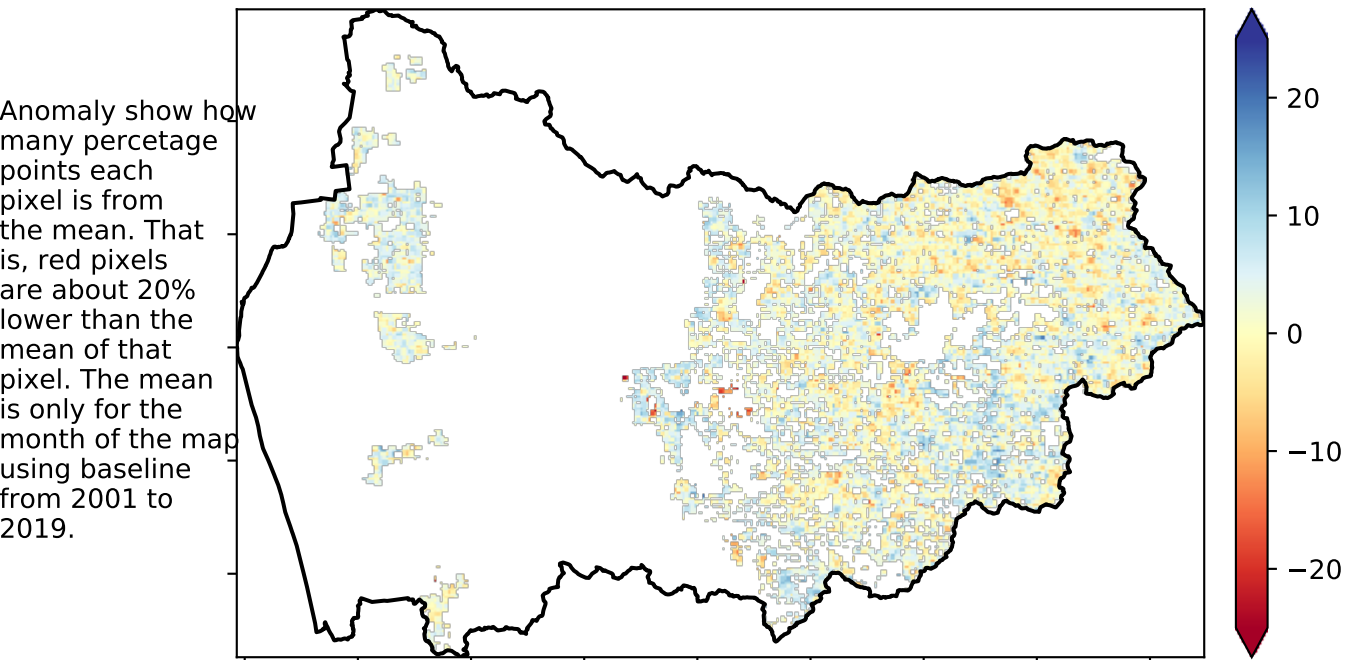 Anomaly show how
many percetage
points each
pixel is from
the mean. That
is, red pixels
are about 20%
lower than the
mean of that
pixel. The mean
is only for the
month of the map
using baseline
from 2001 to
2019.
20
10
0
−10
−20